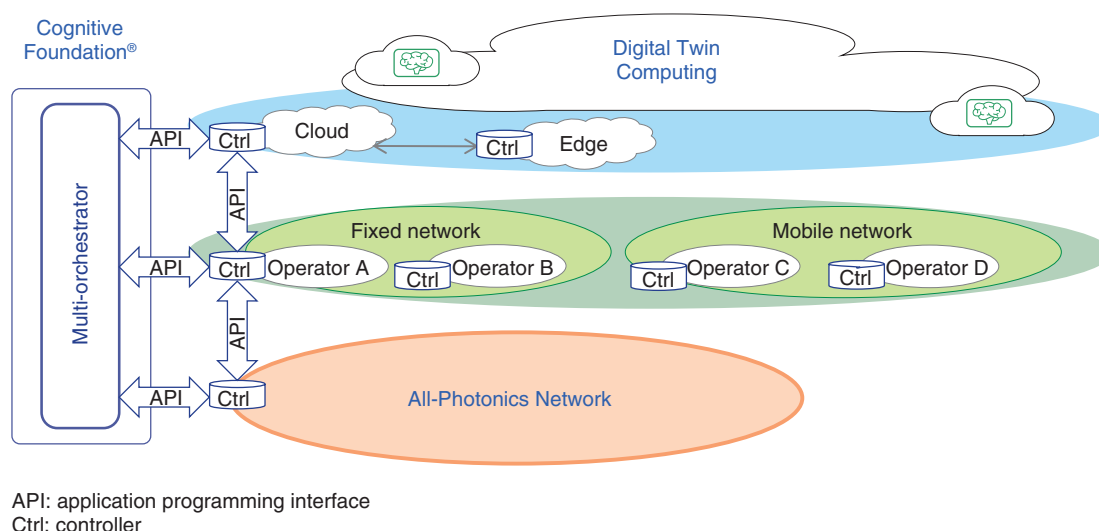 Cognitive
Foundation®
Digital Twin
Computing
Multi-orchestrator
API
Ctrl
Cloud
Ctrl
Edge
API
Fixed network
Mobile network
API
Ctrl
Operator A
Ctrl
Operator B
Ctrl
Operator C
Ctrl
Operator D
API
API
Ctrl
All-Photonics Network
API: application programming interface
Ctrl: controller